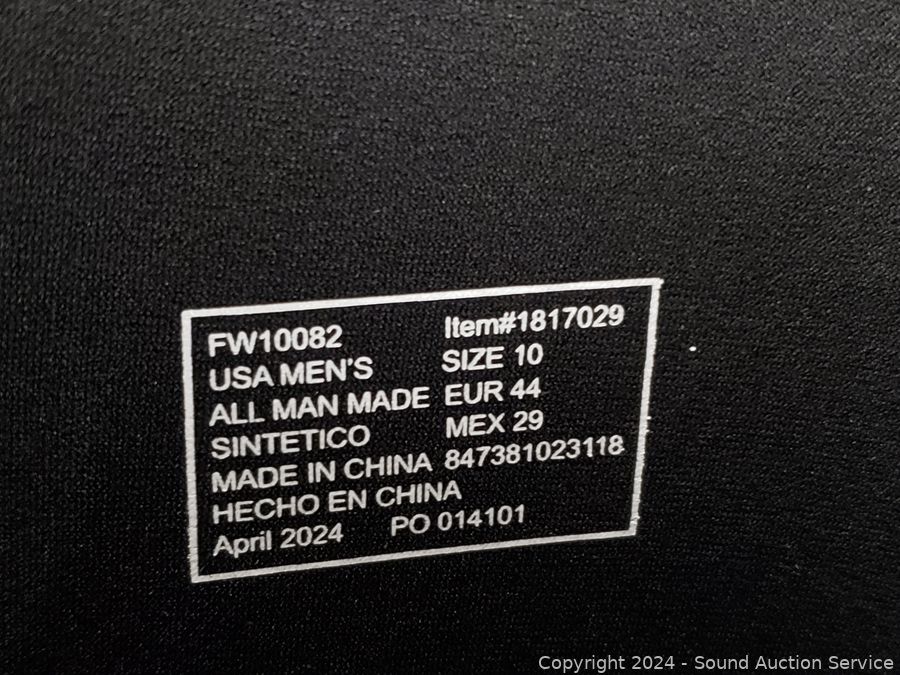 FW10082 Item#1817029
USA MEN'S SIZE 10
ALL MAN MADE EUR 44
SINTETICO MEX 29
MADE IN CHINA 847381023118
HECHO EN CHINA
April 2024 PO 014101
Copyright 2024 - Sound Auction Service